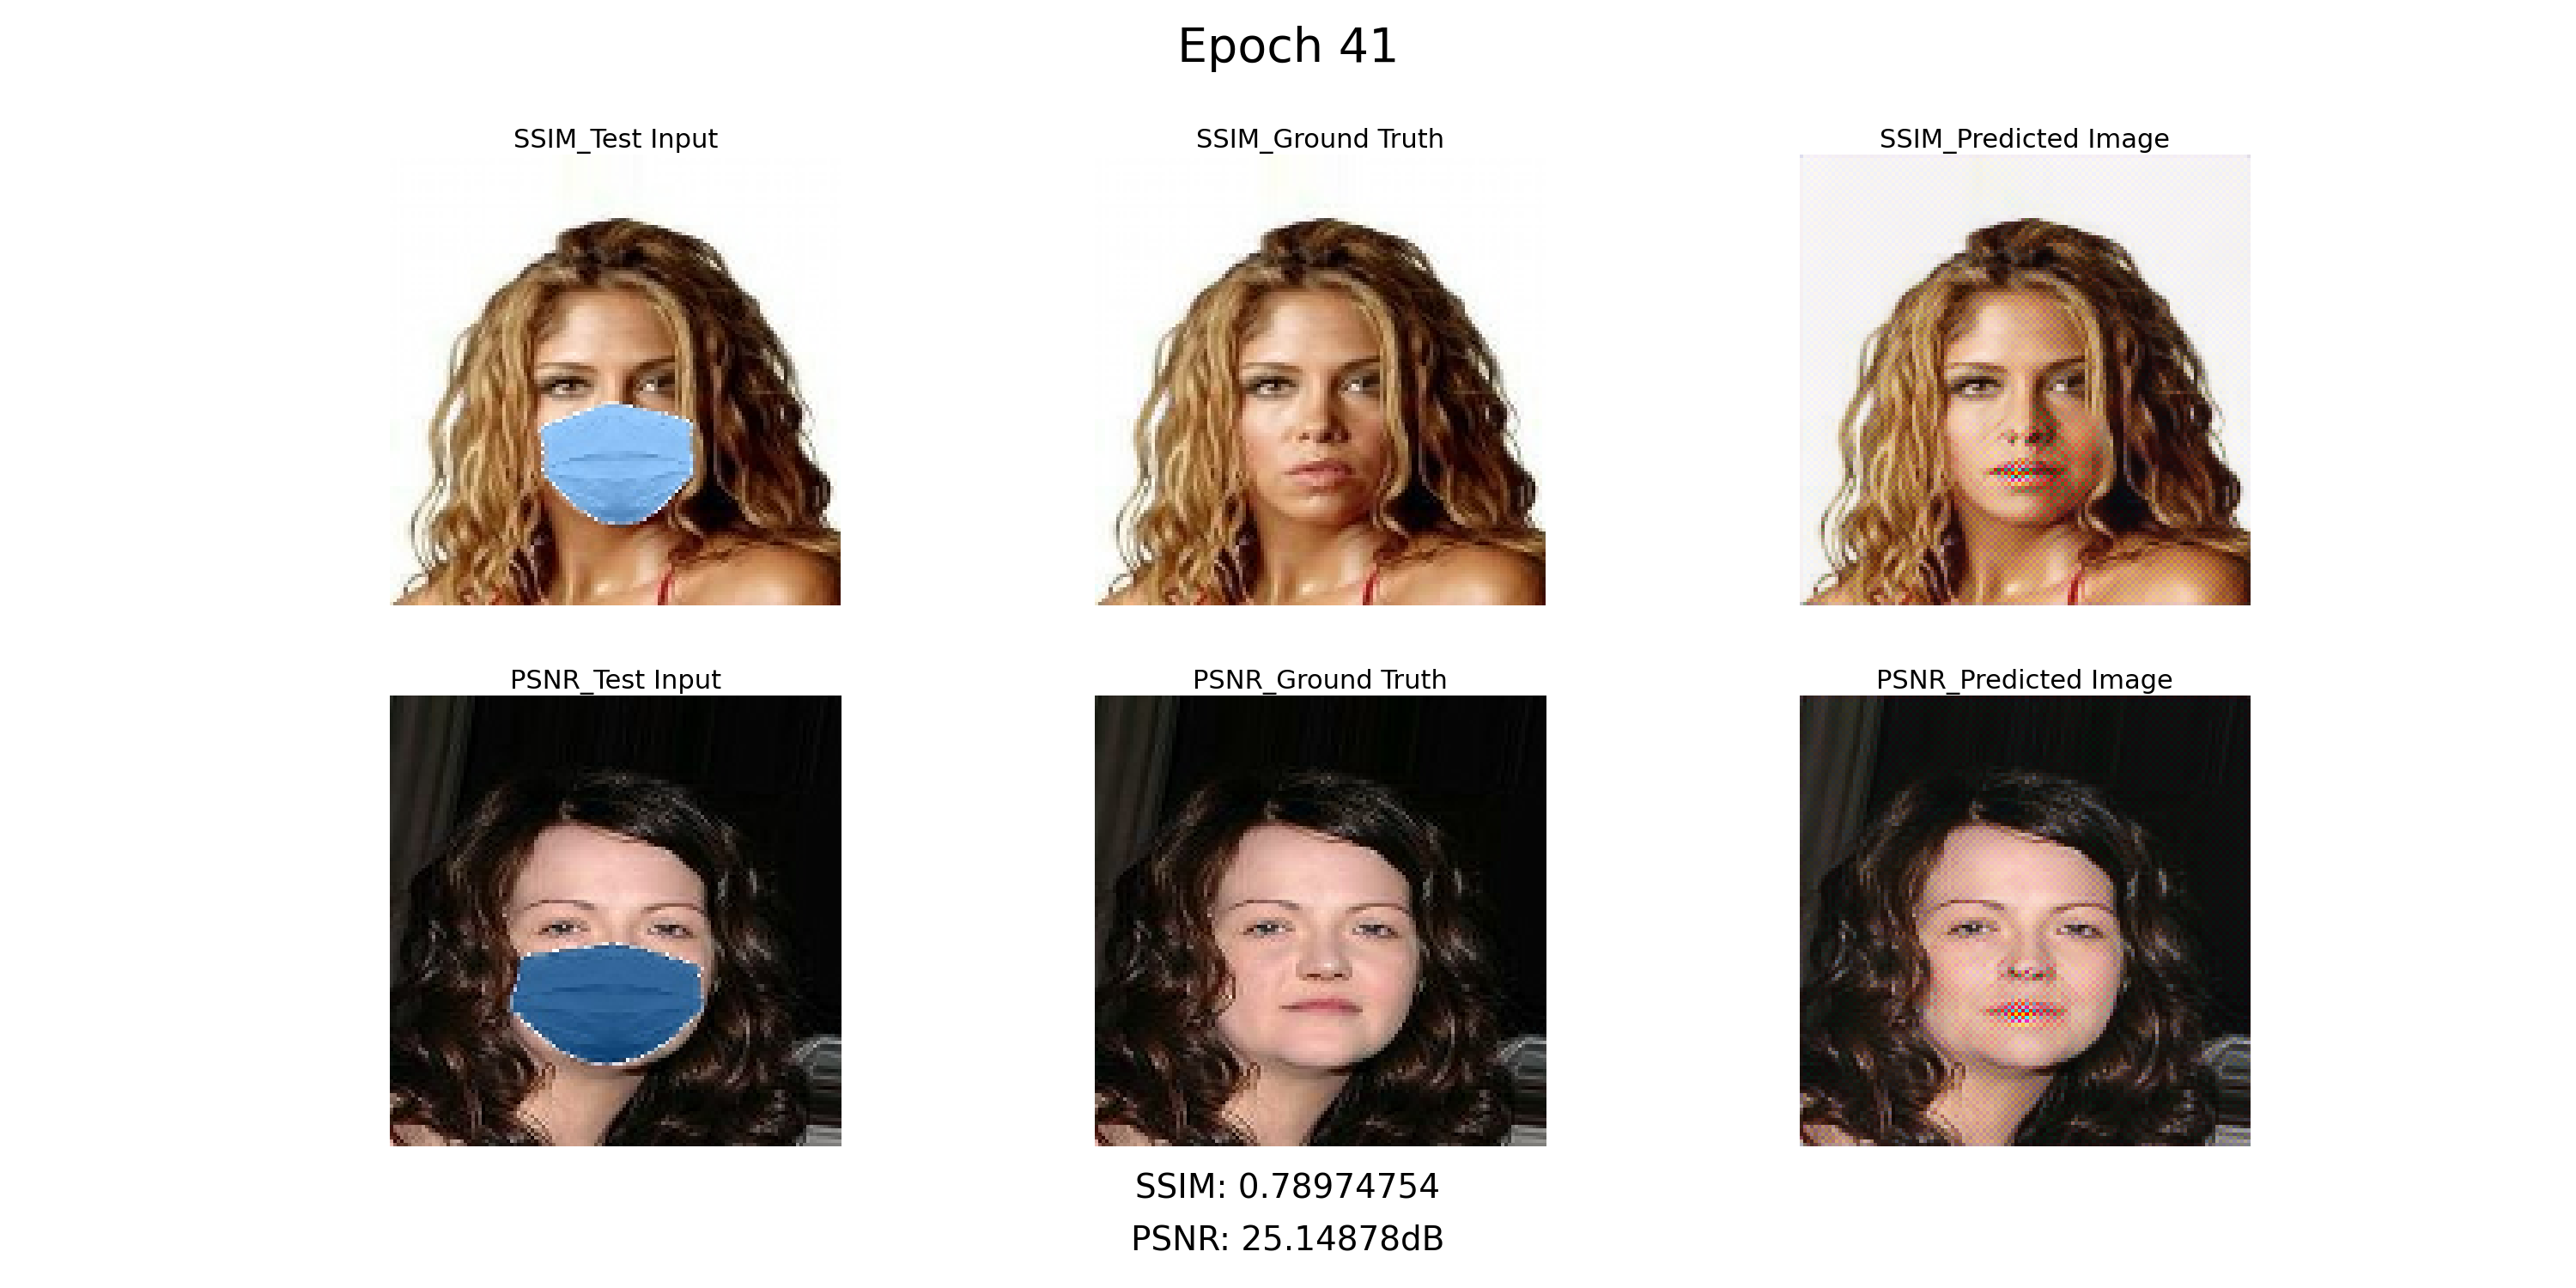 Epoch 41
SSIM_Test Input
SSIM_Ground Truth
SSIM_Predicted Image
PSNR_Test Input
PSNR_Ground Truth
PSNR_Predicted Image
SSIM: 0.78974754
PSNR: 25.14878dB